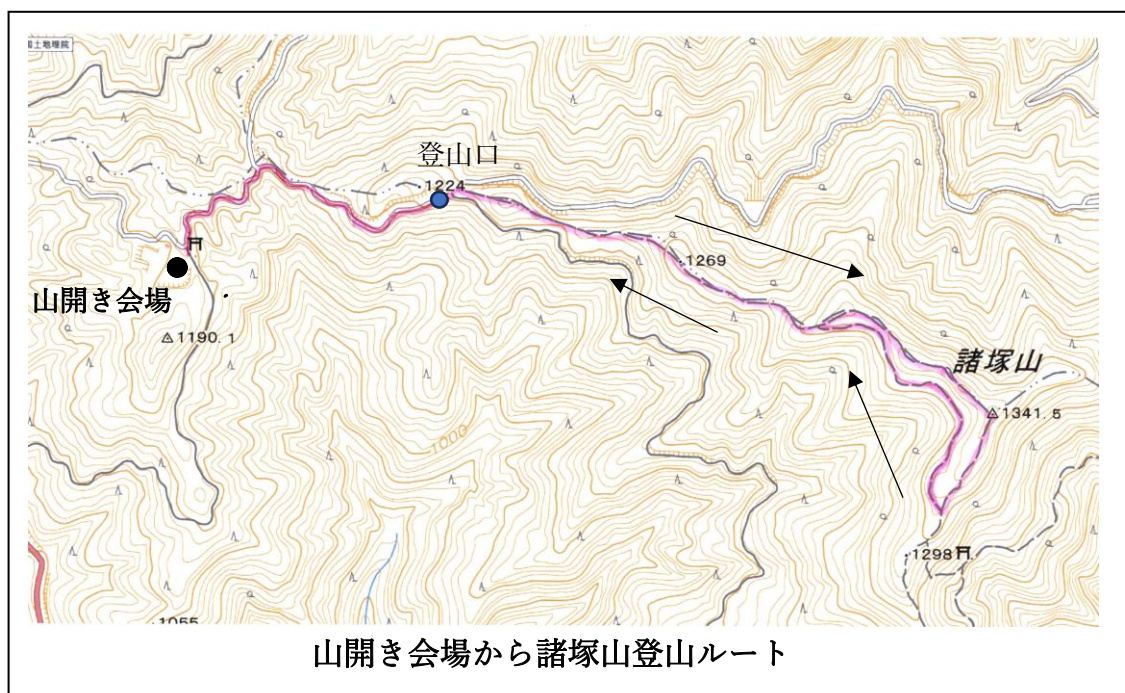 国土地理院
登山口
・1224
・1269
山開き会場
△1190.1
諸塚山
△1341.5
1000
・1298
・1055
山開き会場から諸塚山登山ルート